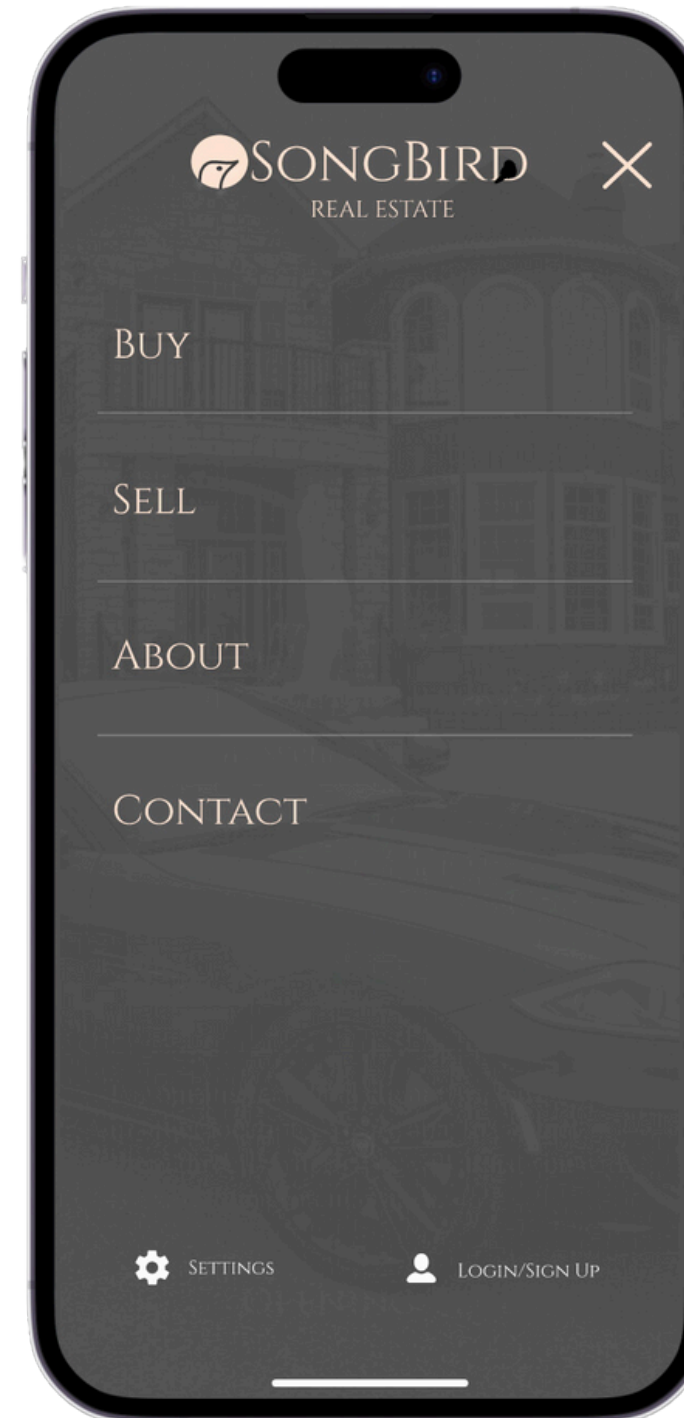 SongBird
REAL ESTATE
Buy
Sell
About
Contact
Settings
Login/Sign Up